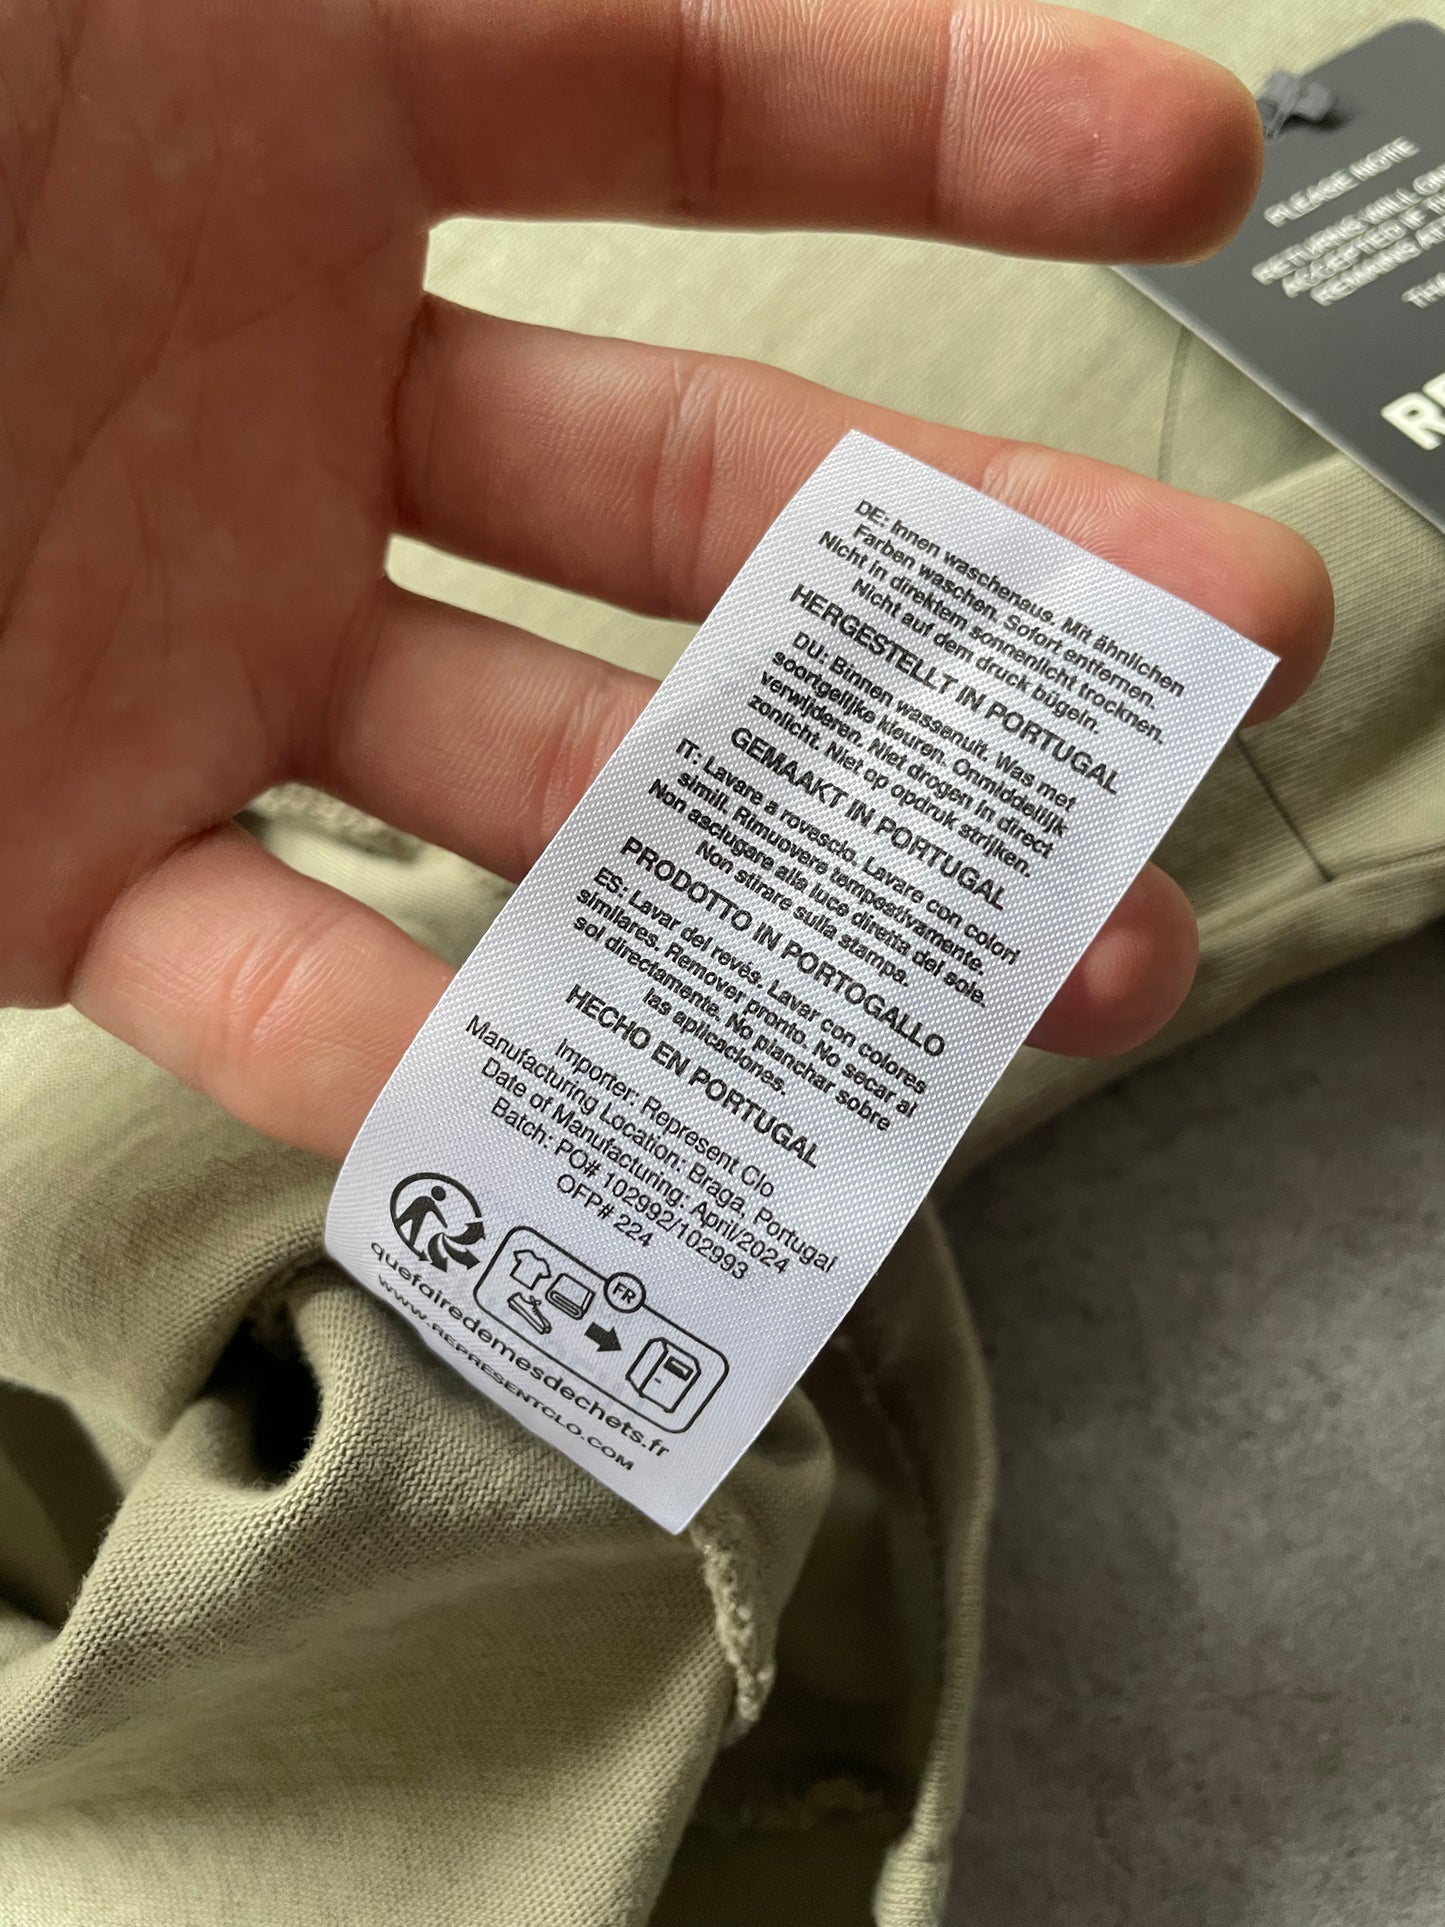 PLEASE NOTE
RETURNS WILL
ACCEPTED IF
REMAINS
DE: Innen waschenaus. Mit ähnlichen
Farben waschen. Sofort entfernen.
Nicht in direktem sonnenlicht trocknen.
Nicht auf dem druck bügeln.
HERGESTELLT IN PORTUGAL
DU: Binnen wassenuit. Was met
soortgelijke kleuren. Onmiddelijk
verwijderen. Niet drogen in direct
zonlicht. Niet op opdruk strijken.
GEMAAKT IN PORTUGAL
IT: Lavare a rovescio. Lavare con colori
simili. Rimuovere tempestivamente.
Non asciugare alla luce diretta del sole.
Non stirare sulla stampa.
PRODOTTO IN PORTOGALLO
ES: Lavar del revés. Lavar con colores
similares. Remover pronto. No secar al
sol directamente. No planchar sobre
las aplicaciones.
HECHO EN PORTUGAL
Importer: Represent Clo
Manufacturing Location: Braga, Portugal
Date of Manufacturing: April/2024
Batch: PO# 102992/102993
OFP# 224
FR
quefairedemesdechets.fr
www.REPRESENTCLO.COM